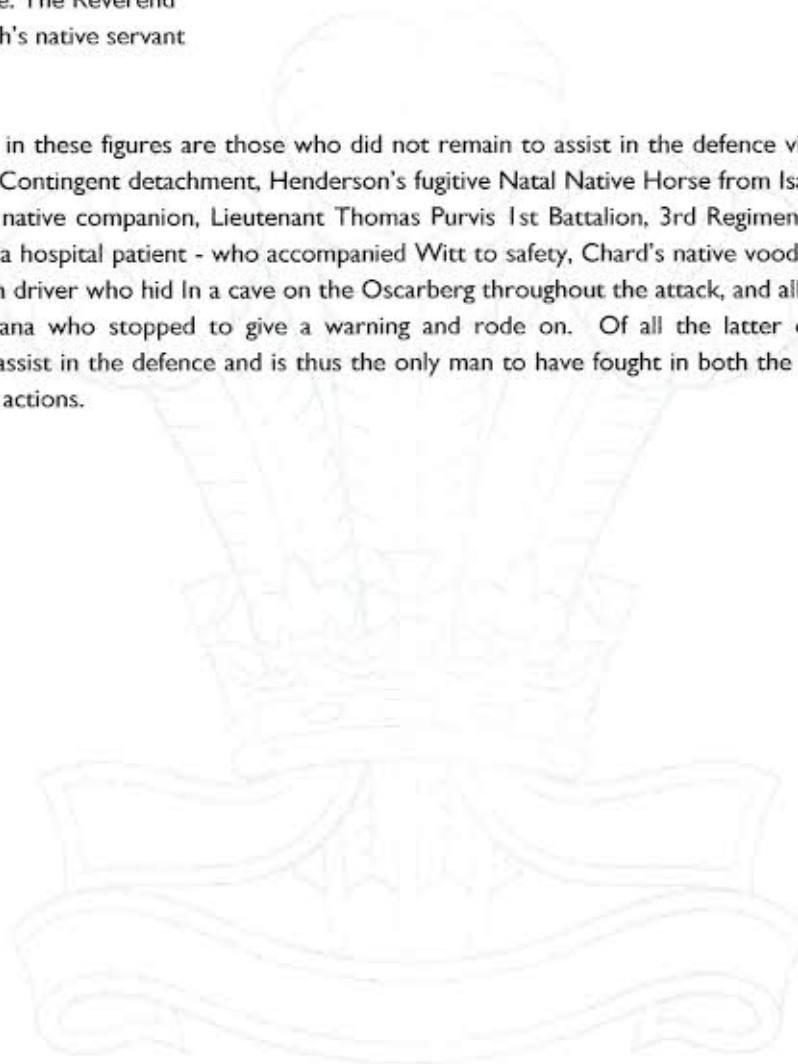 e. The Reverend
h's native servant
in these figures are those who did not remain to assist in the defence v
Contingent detachment, Henderson's fugitive Natal Native Horse from Isa
native companion, Lieutenant Thomas Purvis 1st Battalion, 3rd Regimen
a hospital patient - who accompanied Witt to safety, Chard's native vood
driver who hid In a cave on the Oscarberg throughout the attack, and all
ana who stopped to give a warning and rode on. Of all the latter
assist in the defence and is thus the only man to have fought in both the
actions.